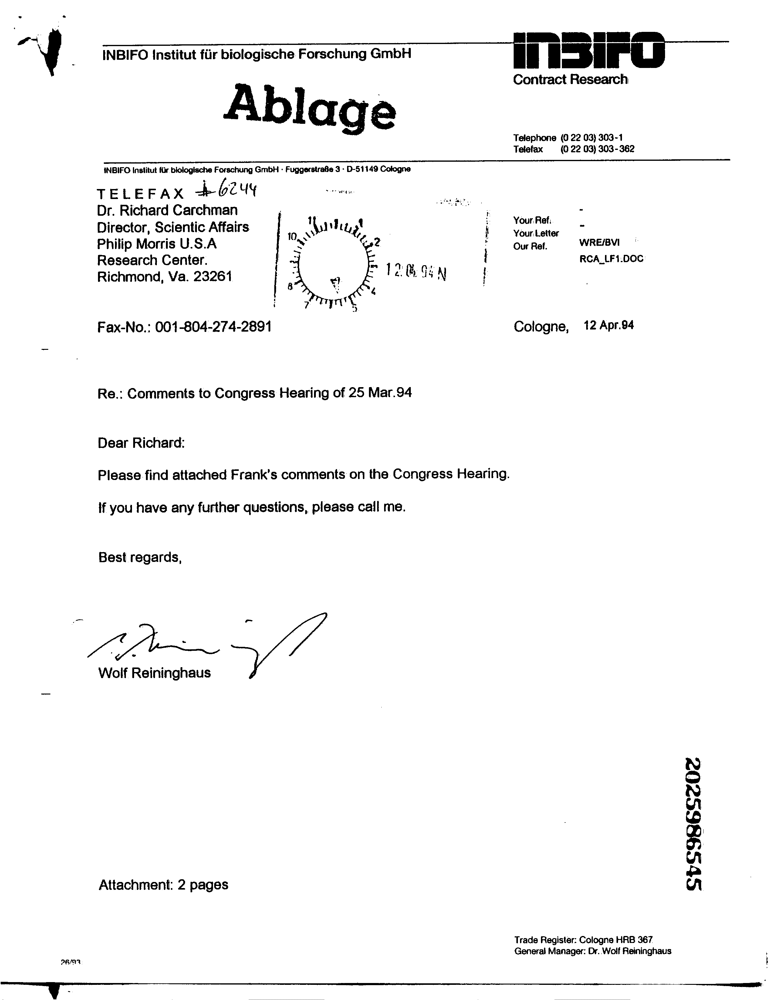 INBIFO Institut für biologische Forschung GmbH
INBIFO
Contract Research
Ablage
Telephone (0 22 03) 303-1
Telefax (0 22 03) 303-362
INBIFO Institut für biologische Forschung GmbH · Fuggerstraße 3 · D-51149 Cologne
TELEFAX # 6244
Dr. Richard Carchman
Director, Scientic Affairs
Philip Morris U.S.A
Research Center.
Richmond, Va. 23261
11
10
2
8
4
7
5
12. 04. 94 N
Your Ref. -
Your Letter -
Our Ref. WRE/BVI
RCA_LF1.DOC
Fax-No.: 001-804-274-2891
Cologne, 12 Apr.94
Re.: Comments to Congress Hearing of 25 Mar.94
Dear Richard:
Please find attached Frank's comments on the Congress Hearing.
If you have any further questions, please call me.
Best regards,
Wolf Reininghaus
2025986545
Attachment: 2 pages
Trade Register: Cologne HRB 367
General Manager: Dr. Wolf Reininghaus
26/93